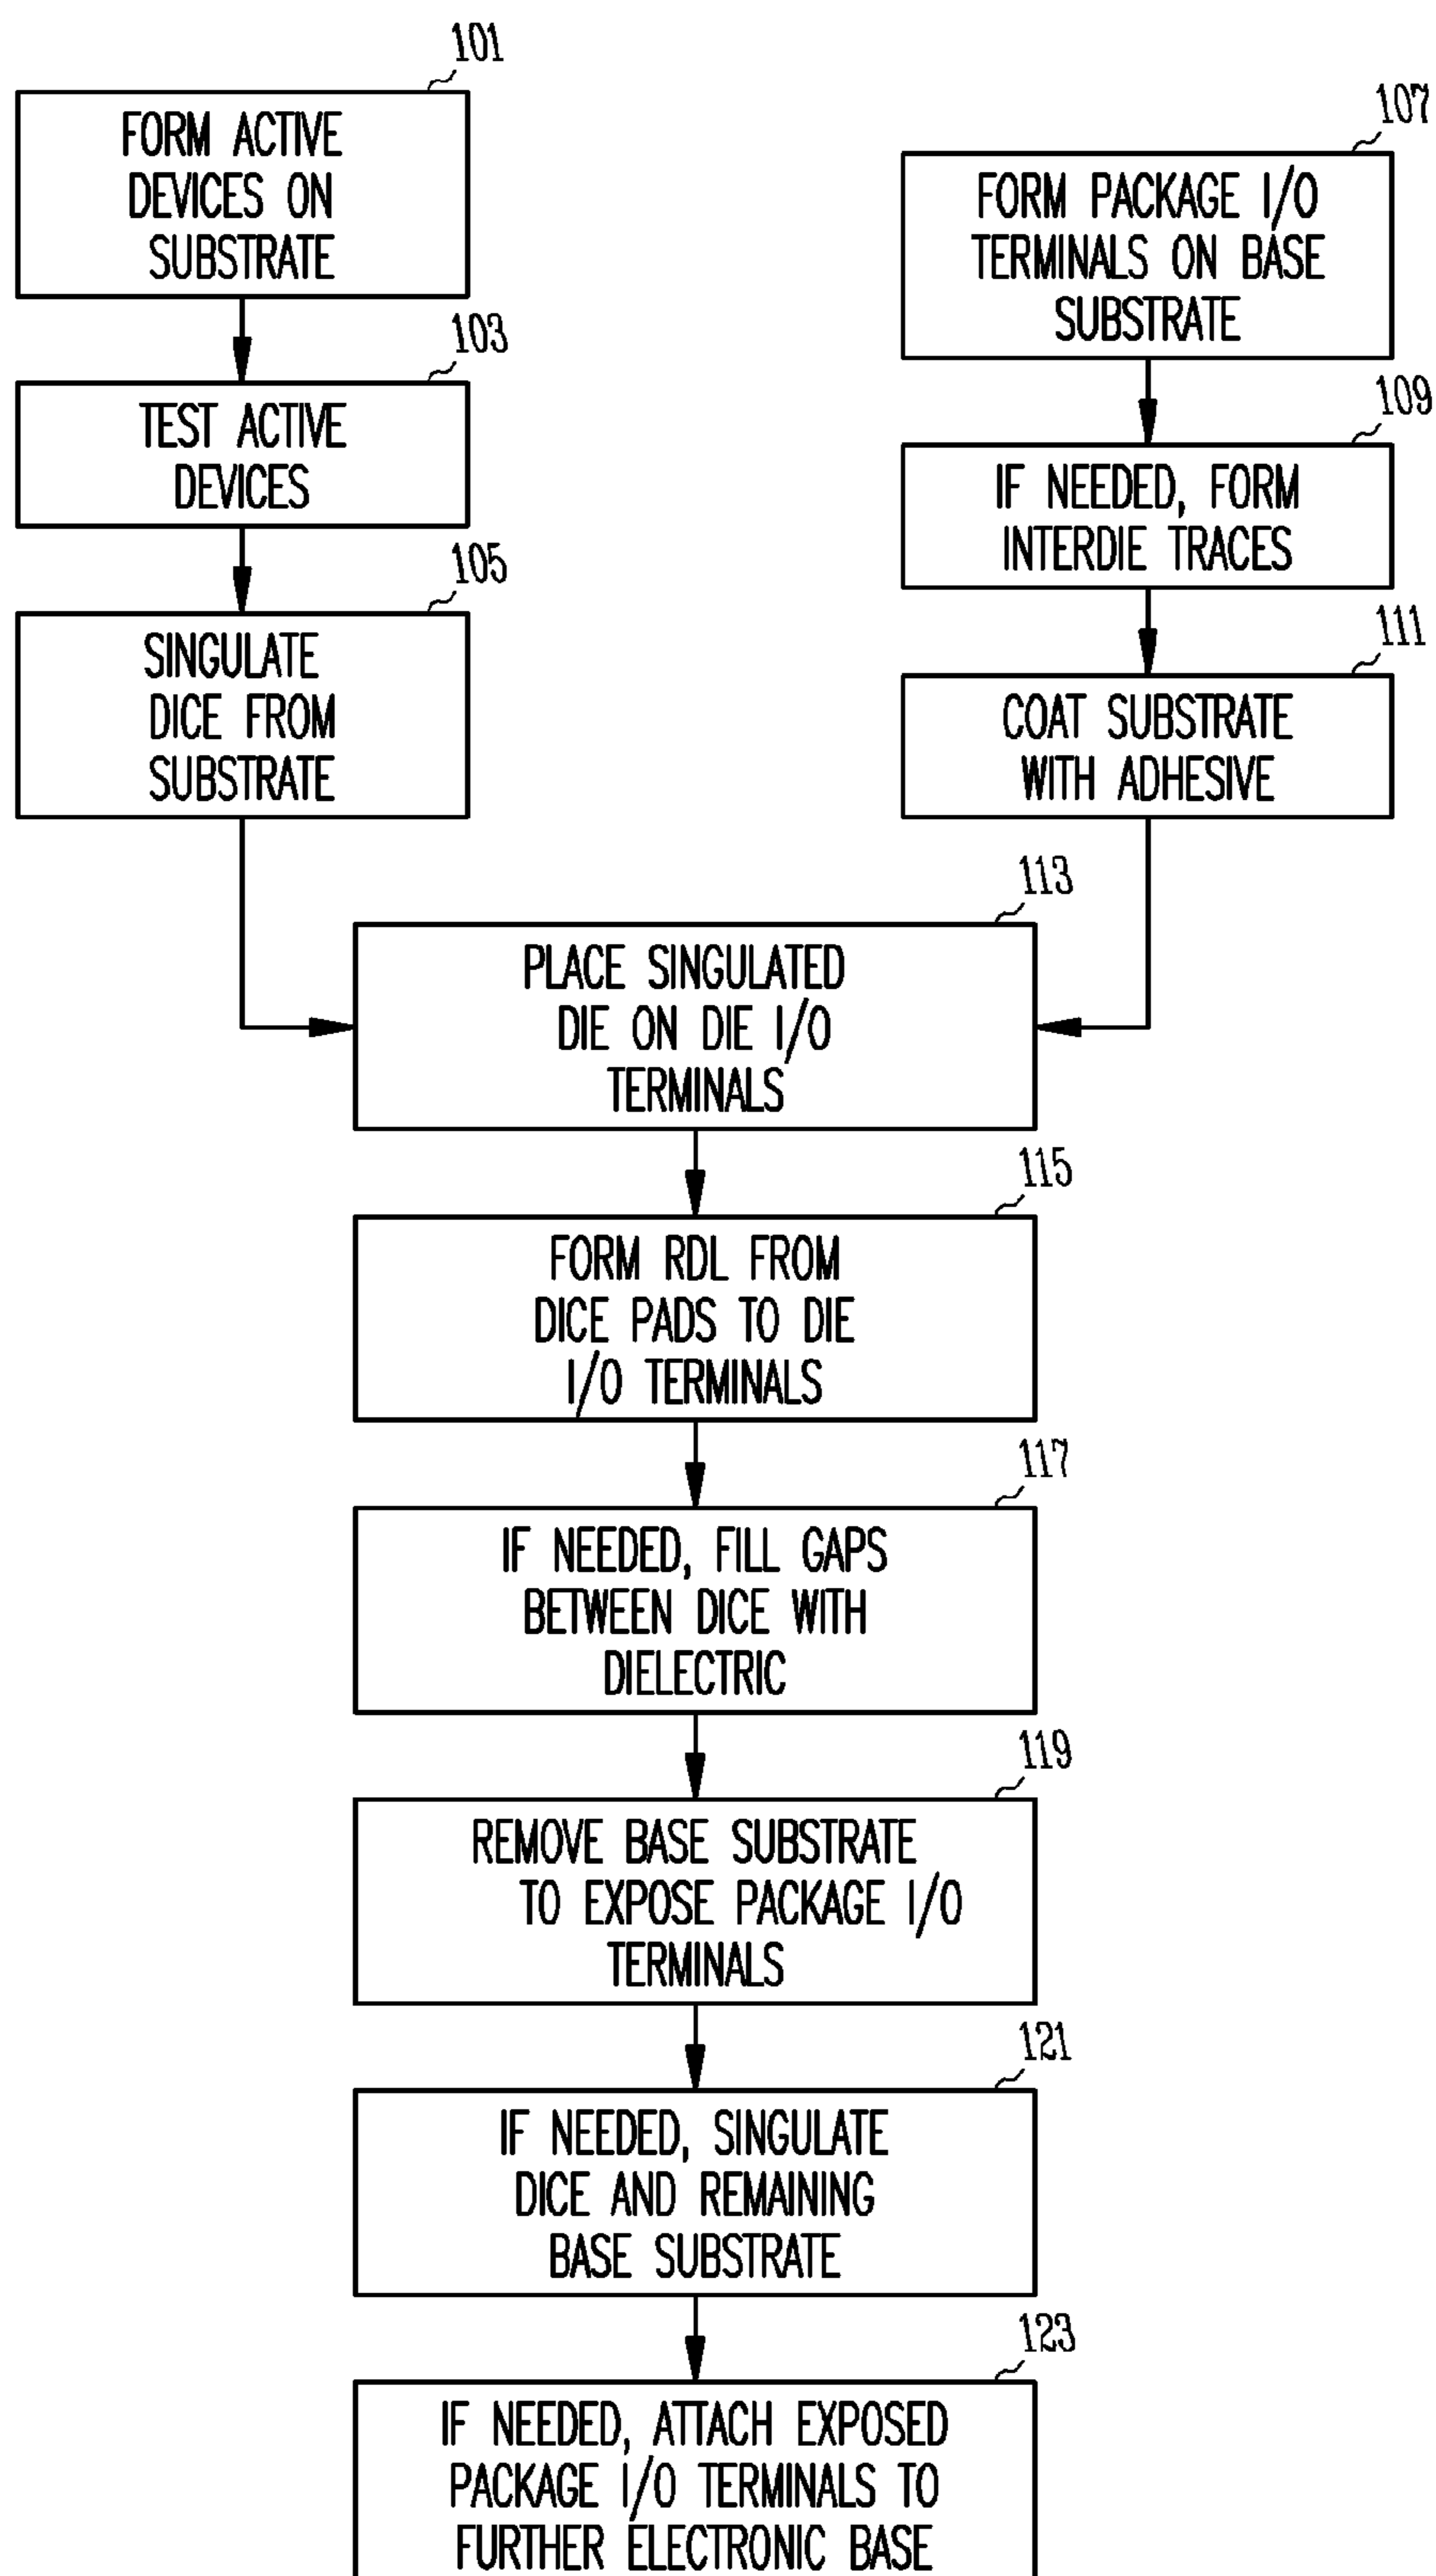 101
FORM ACTIVE
DEVICES ON
SUBSTRATE
103
TEST ACTIVE
DEVICES
105
SINGULATE
DICE FROM
SUBSTRATE
107
FORM PACKAGE I/O
TERMINALS ON BASE
SUBSTRATE
109
IF NEEDED, FORM
INTERDIE TRACES
111
COAT SUBSTRATE
WITH ADHESIVE
113
PLACE SINGULATED
DIE ON DIE I/O
TERMINALS
115
FORM RDL FROM
DICE PADS TO DIE
I/O TERMINALS
117
IF NEEDED, FILL GAPS
BETWEEN DICE WITH
DIELECTRIC
119
REMOVE BASE SUBSTRATE
TO EXPOSE PACKAGE I/O
TERMINALS
121
IF NEEDED, SINGULATE
DICE AND REMAINING
BASE SUBSTRATE
123
IF NEEDED, ATTACH EXPOSED
PACKAGE I/O TERMINALS TO
FURTHER ELECTRONIC BASE